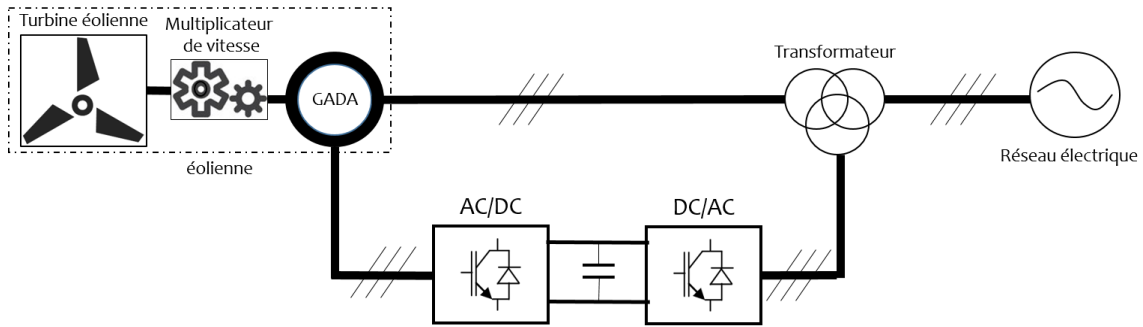 Turbine éolienne
Multiplicateur
de vitesse
GADA
Transformateur
éolienne
Réseau électrique
AC/DC
DC/AC